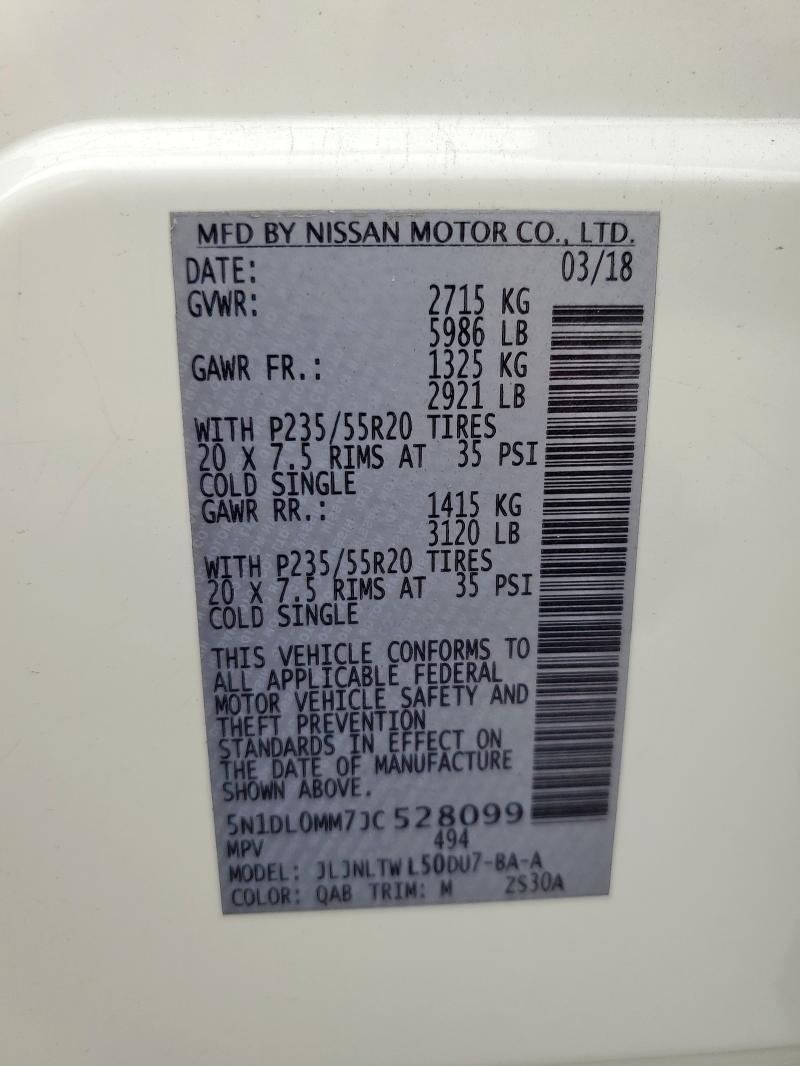 MFD BY NISSAN MOTOR CO., LTD.
DATE: 03/18
GVWR: 2715 KG
5986 LB
GAWR FR.: 1325 KG
2921 LB
WITH P235/55R20 TIRES
20 X 7.5 RIMS AT 35 PSI
COLD SINGLE
GAWR RR.: 1415 KG
3120 LB
WITH P235/55R20 TIRES
20 X 7.5 RIMS AT 35 PSI
COLD SINGLE
THIS VEHICLE CONFORMS TO
ALL APPLICABLE FEDERAL
MOTOR VEHICLE SAFETY AND
THEFT PREVENTION
STANDARDS IN EFFECT ON
THE DATE OF MANUFACTURE
SHOWN ABOVE.
5N1DL0MM7JC528099
MPV 494
MODEL: JLJNLTWL50DU7-BA-A
COLOR: QAB TRIM: M ZS30A